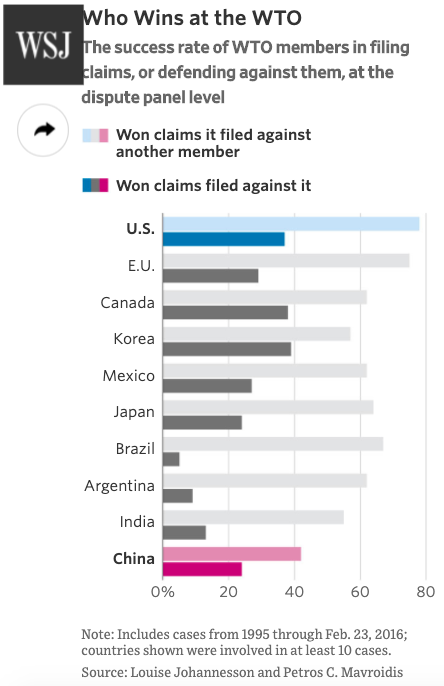 WSJ
Who Wins at the WTO
The success rate of WTO members in filing
claims, or defending against them, at the
dispute panel level
Won claims it filed against
another member
Won claims filed against it
U.S.
E.U.
Canada
Korea
Mexico
Japan
Brazil
Argentina
India
China
0% 20 40 60 80
Note: Includes cases from 1995 through Feb. 23, 2016;
countries shown were involved in at least 10 cases.
Source: Louise Johannesson and Petros C. Mavroidis